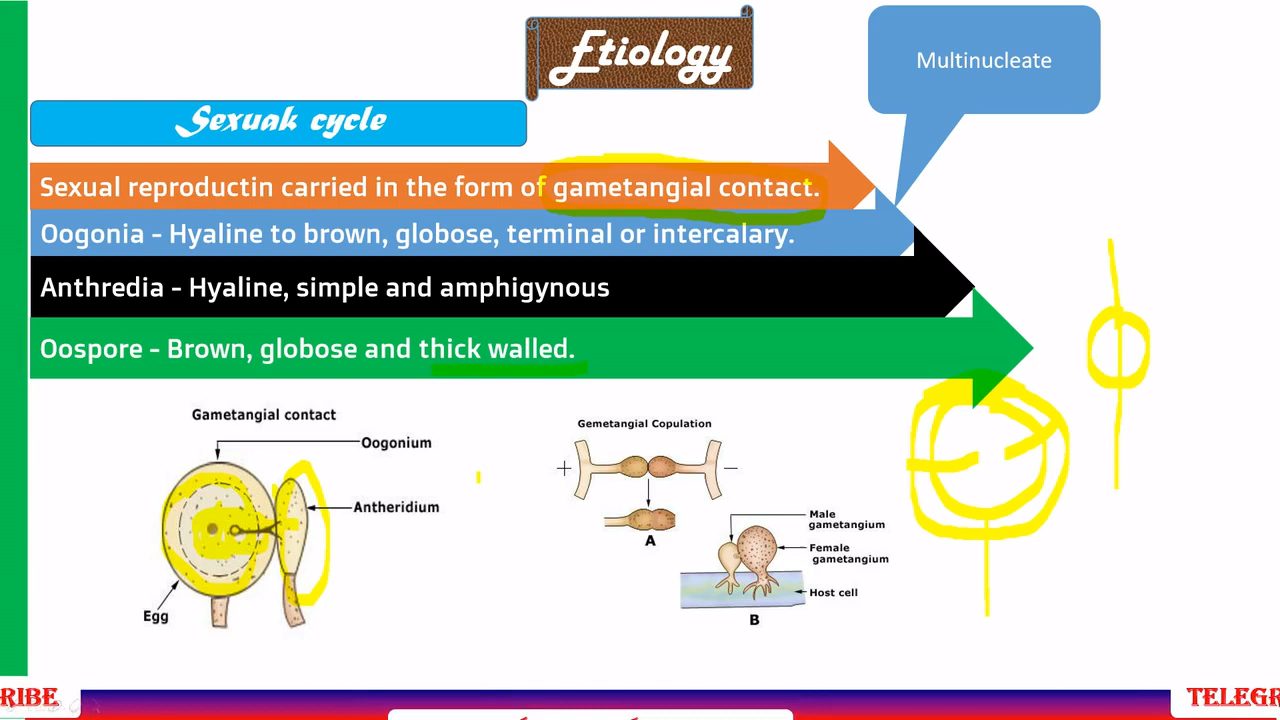 Etiology
Multinucleate
Sexuak cycle
Sexual reproductin carried in the form of gametangial contact.
Oogonia - Hyaline to brown, globose, terminal or intercalary.
Anthredia - Hyaline, simple and amphigynous
Oospore - Brown, globose and thick walled.
Gametangial contact
Oogonium
Antheridium
Egg
Gemetangial Copulation
+
−
A
Male
gametangium
Female
gametangium
Host cell
B
RIBE
TELEGR